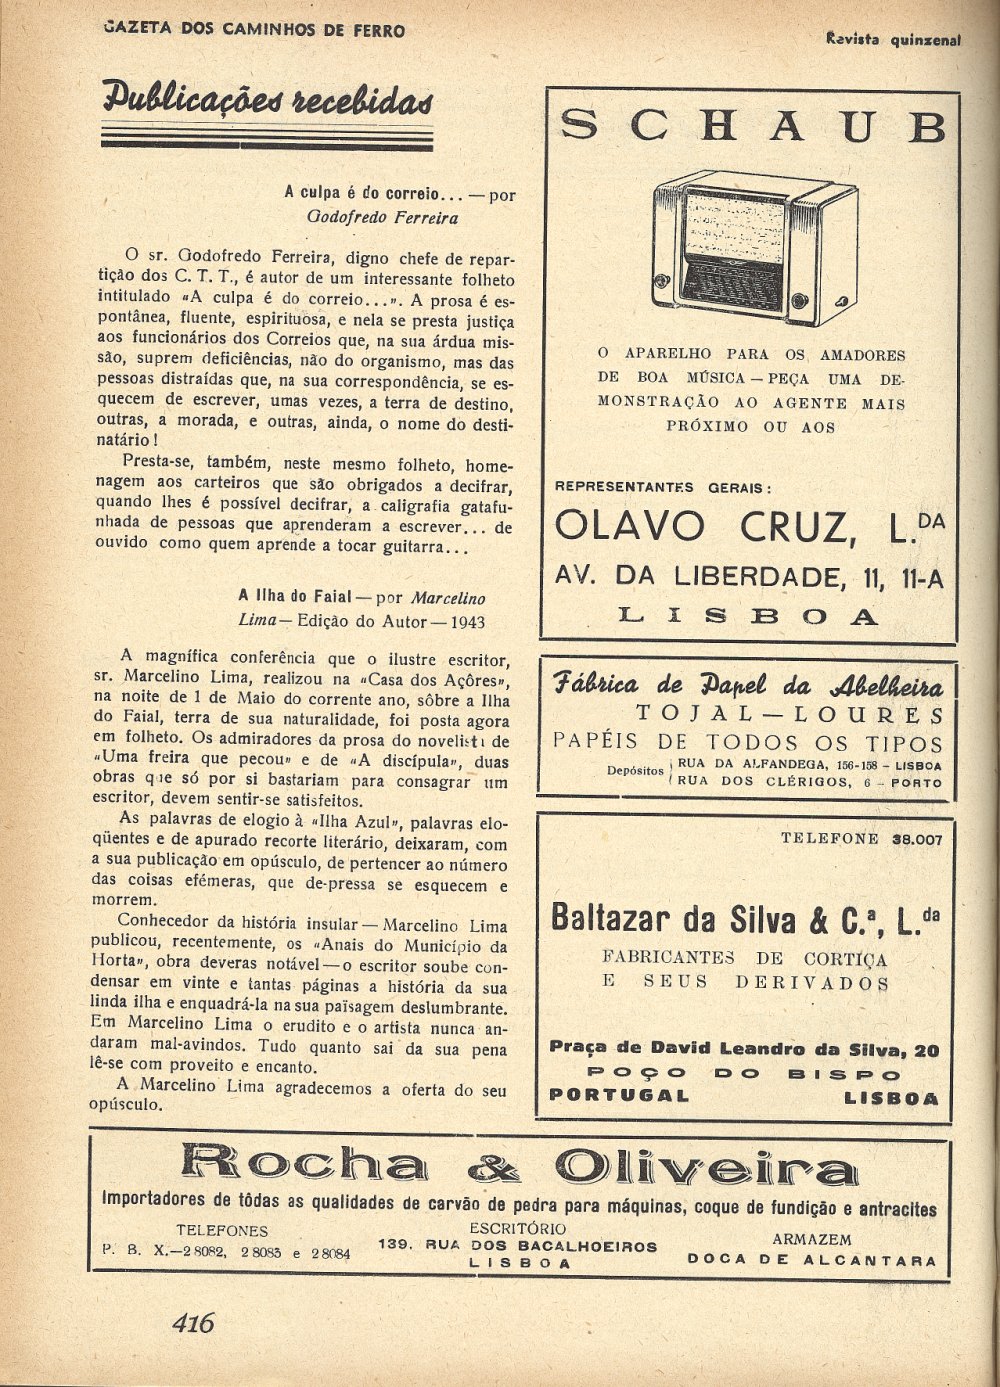 GAZETA DOS CAMINHOS DE FERRO
Revista quinzenal
Publicações recebidas
A culpa é do correio... — por
Godofredo Ferreira
O sr. Godofredo Ferreira, digno chefe de repar-
tição dos C. T. T., é autor de um interessante folheto
intitulado «A culpa é do correio...». A prosa é es-
pontânea, fluente, espirituosa, e nela se presta justiça
aos funcionários dos Correios que, na sua árdua mis-
são, suprem deficiências, não do organismo, mas das
pessoas distraídas que, na sua correspondência, se es-
quecem de escrever, umas vezes, a terra de destino,
outras, a morada, e outras, ainda, o nome do desti-
natário!
Presta-se, também, neste mesmo folheto, home-
nagem aos carteiros que são obrigados a decifrar,
quando lhes é possível decifrar, a caligrafia gatafu-
nhada de pessoas que aprenderam a escrever... de
ouvido como quem aprende a tocar guitarra...
A Ilha do Faial — por Marcelino
Lima — Edição do Autor — 1943
A magnífica conferência que o ilustre escritor,
sr. Marcelino Lima, realizou na «Casa dos Açôres»,
na noite de 1 de Maio do corrente ano, sôbre a Ilha
do Faial, terra de sua naturalidade, foi posta agora
em folheto. Os admiradores da prosa do novelista de
«Uma freira que pecou» e de «A discípula», duas
obras que só por si bastariam para consagrar um
escritor, devem sentir-se satisfeitos.
As palavras de elogio à «Ilha Azul», palavras elo-
qüentes e de apurado recorte literário, deixaram, com
a sua publicação em opúsculo, de pertencer ao número
das coisas efémeras, que de-pressa se esquecem e
morrem.
Conhecedor da história insular — Marcelino Lima
publicou, recentemente, os «Anais do Município da
Horta», obra deveras notável — o escritor soube con-
densar em vinte e tantas páginas a história da sua
linda ilha e enquadrá-la na sua païsagem deslumbrante.
Em Marcelino Lima o erudito e o artista nunca an-
daram mal-avindos. Tudo quanto sai da sua pena
lê-se com proveito e encanto.
A Marcelino Lima agradecemos a oferta do seu
opúsculo.
SCHAUB
O APARELHO PARA OS AMADORES
DE BOA MÚSICA — PEÇA UMA DE-
MONSTRAÇÃO AO AGENTE MAIS
PRÓXIMO OU AOS
REPRESENTANTES GERAIS:
OLAVO CRUZ, L.DA
AV. DA LIBERDADE, 11, 11-A
LISBOA
Fábrica de Papel da Abelheira
TOJAL — LOURES
PAPÉIS DE TODOS OS TIPOS
Depósitos
RUA DA ALFANDEGA, 156-158 — LISBOA
RUA DOS CLÉRIGOS, 6 — PORTO
TELEFONE 38.007
Baltazar da Silva & C.ª, L.da
FABRICANTES DE CORTIÇA
E SEUS DERIVADOS
Praça de David Leandro da Silva, 20
POÇO DO BISPO
PORTUGAL LISBOA
Rocha & Oliveira
Importadores de tôdas as qualidades de carvão de pedra para máquinas, coque de fundição e antracites
TELEFONES
P. B. X.—28082, 28083 e 28084
ESCRITÓRIO
139. RUA DOS BACALHOEIROS
LISBOA
ARMAZEM
DOCA DE ALCANTARA
416